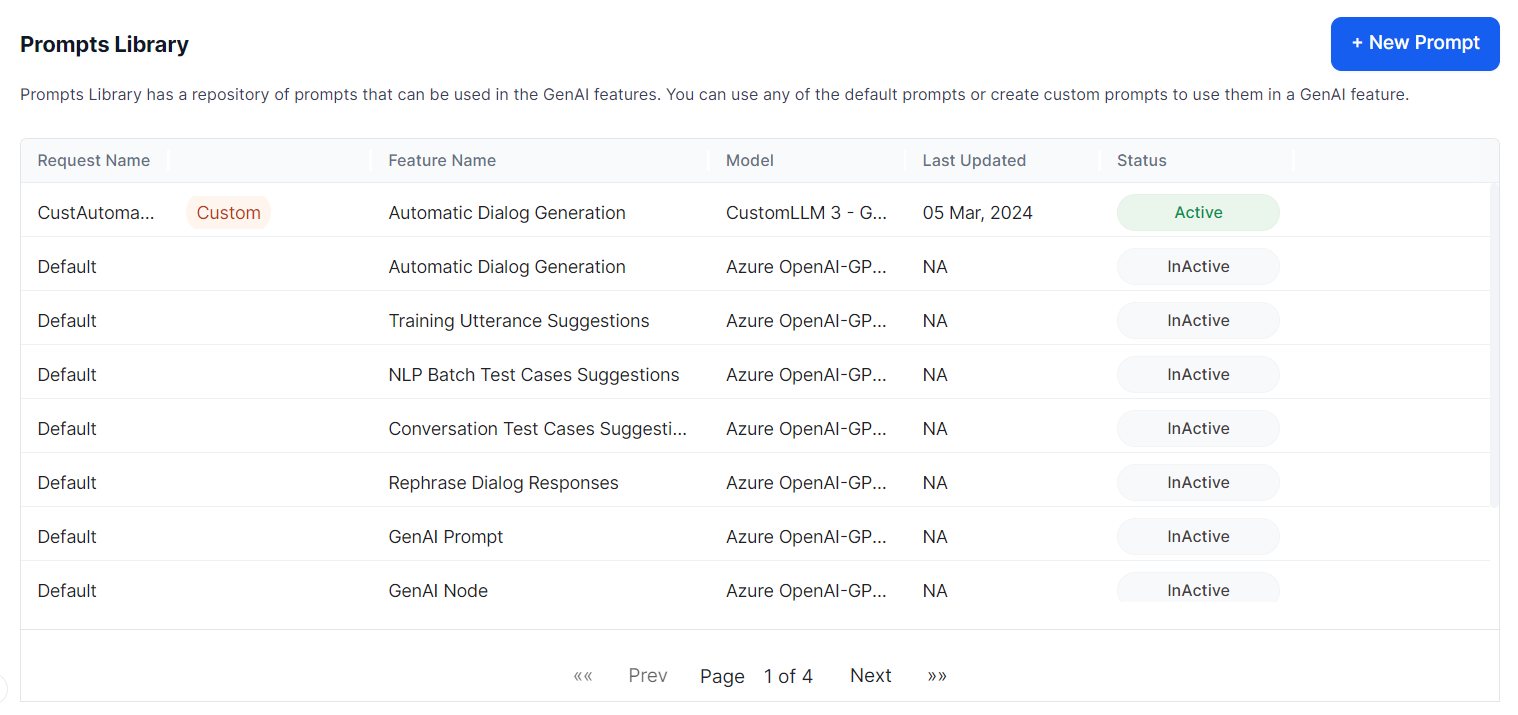 Prompts Library
+ New Prompt
Prompts Library has a repository of prompts that can be used in the GenAI features. You can use any of the default prompts or create custom prompts to use them in a GenAI feature.
Request Name Feature Name Model Last Updated Status
CustAutoma... Custom Automatic Dialog Generation CustomLLM 3 - G... 05 Mar, 2024 Active
Default Automatic Dialog Generation Azure OpenAI-GP... NA InActive
Default Training Utterance Suggestions Azure OpenAI-GP... NA InActive
Default NLP Batch Test Cases Suggestions Azure OpenAI-GP... NA InActive
Default Conversation Test Cases Suggesti... Azure OpenAI-GP... NA InActive
Default Rephrase Dialog Responses Azure OpenAI-GP... NA InActive
Default GenAI Prompt Azure OpenAI-GP... NA InActive
Default GenAI Node Azure OpenAI-GP... NA InActive
«« Prev Page 1 of 4 Next »»